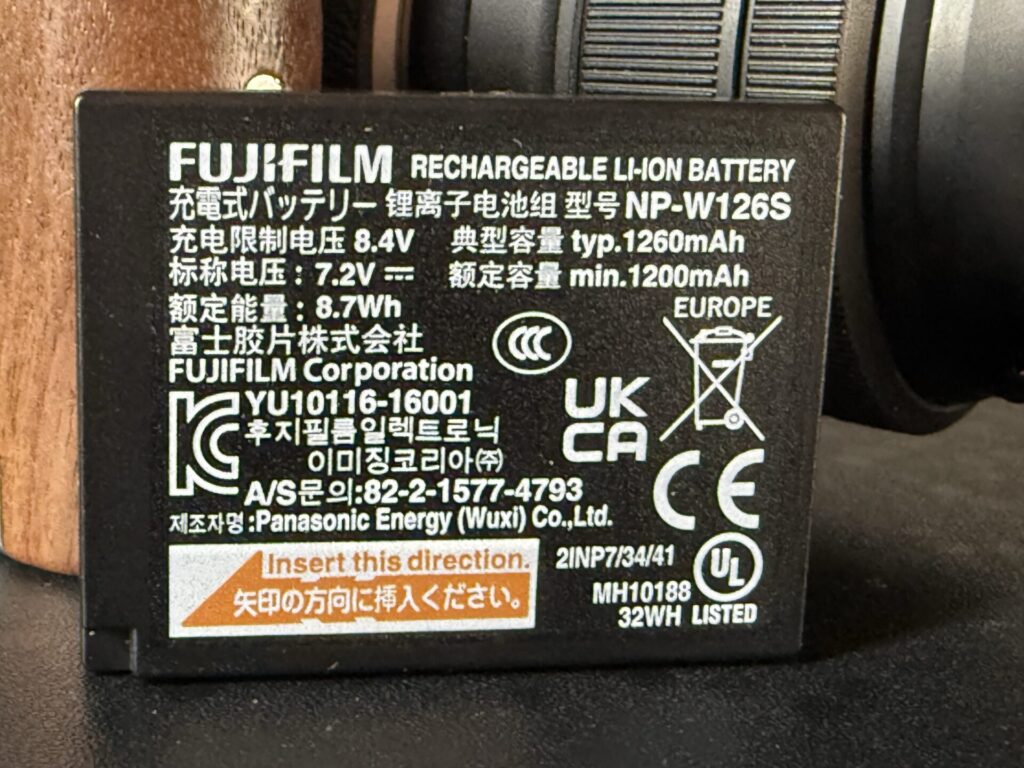 FUJIFILM RECHARGEABLE LI-ION BATTERY
充電式バッテリー 锂离子电池组 型号 NP-W126S
充电限制电压 8.4V 典型容量 typ.1260mAh
标称电压: 7.2V ⎓ 额定容量 min.1200mAh
额定能量: 8.7Wh
EUROPE
富士胶片株式会社
FUJIFILM Corporation
YU10116-16001
후지필름일렉트로닉
이미징코리아㈜
A/S문의:82-2-1577-4793
제조자명:Panasonic Energy (Wuxi) Co.,Ltd.
CCC
UK
CA
CE
KC
Insert this direction.
矢印の方向に挿入ください。
2INP7/34/41
MH10188
32WH LISTED
UL